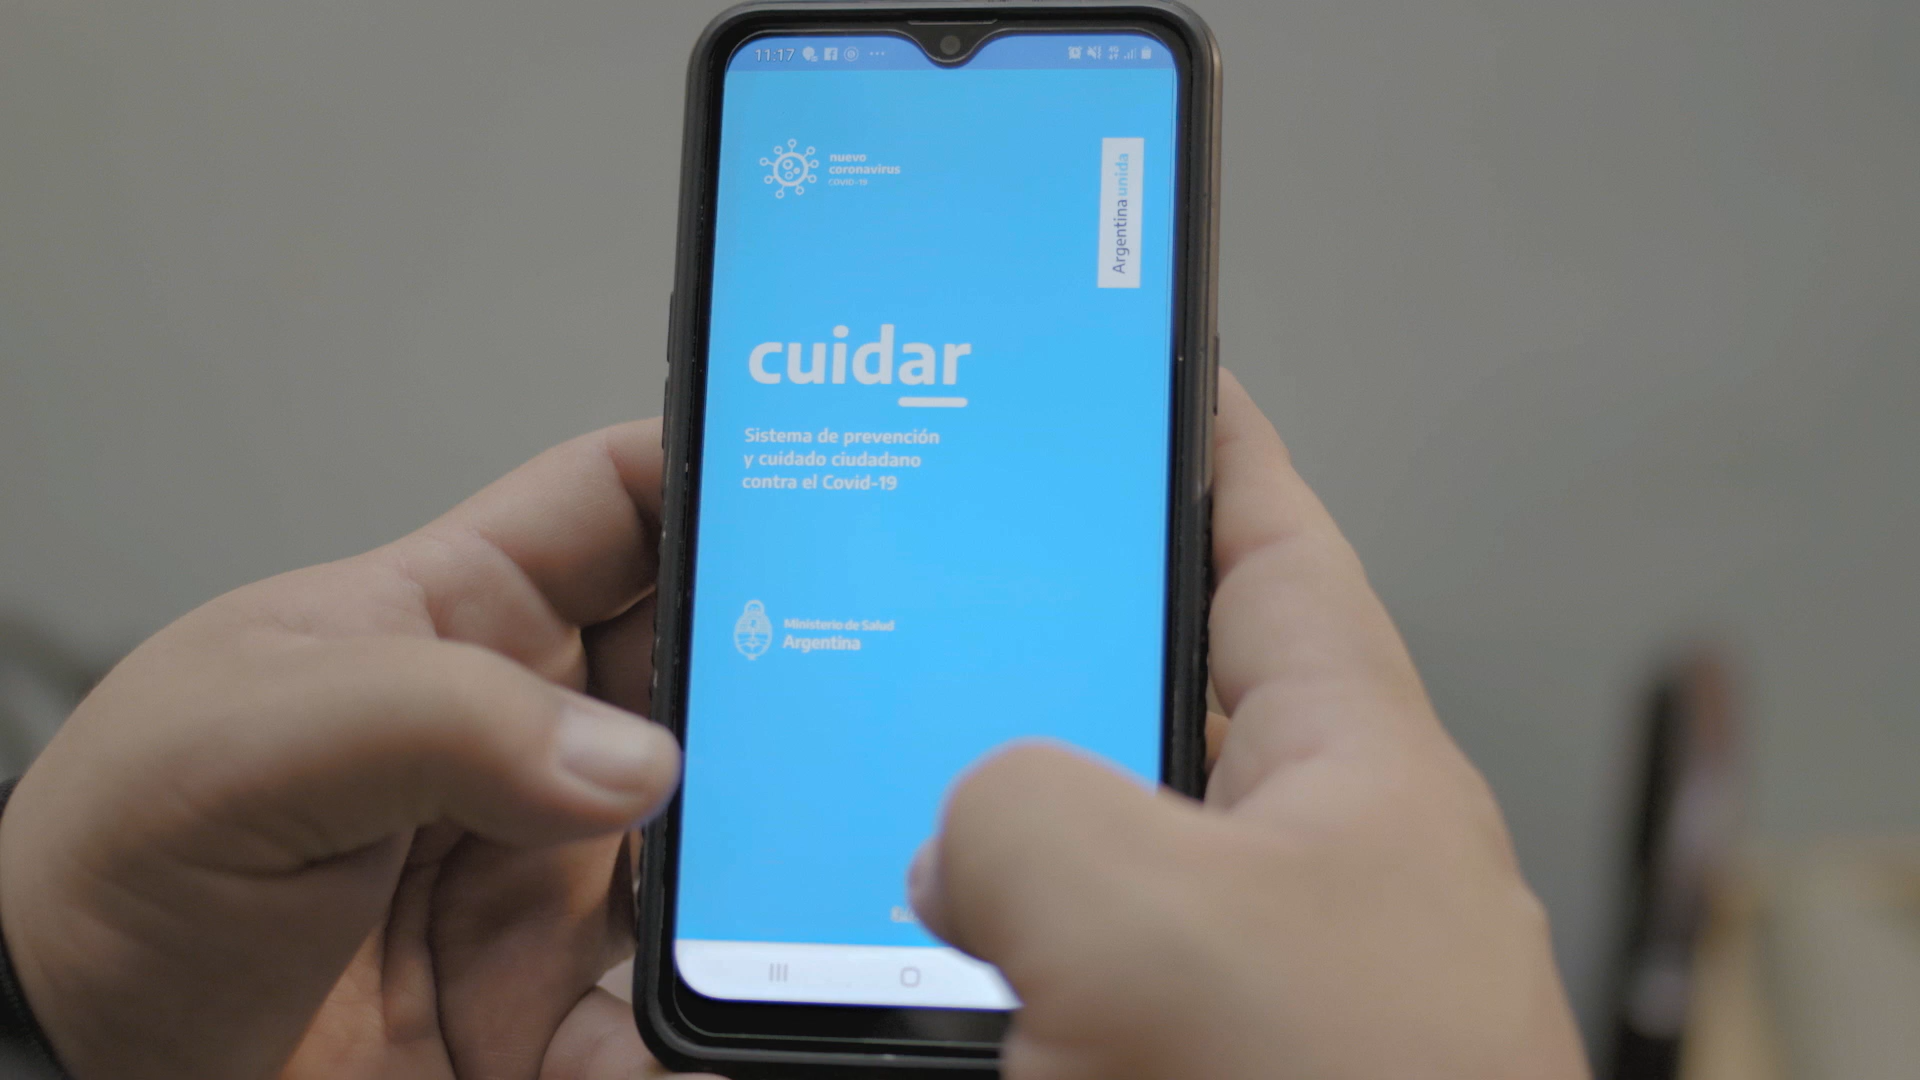 11:17
nuevo
coronavirus
COVID-19
Argentina unida
cuidar
Sistema de prevención
y cuidado ciudadano
contra el Covid-19
Ministerio de Salud
Argentina